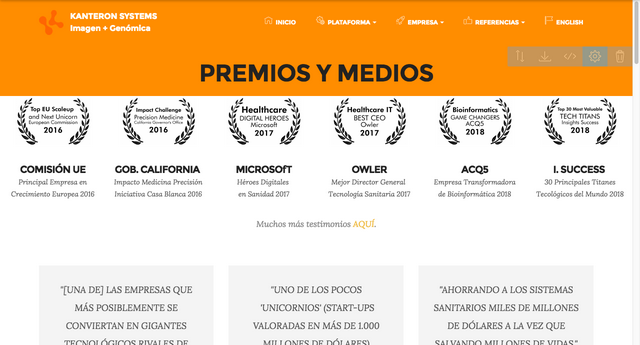 KANTERON SYSTEMS
Imagen + Genómica
INICIO
PLATAFORMA
EMPRESA
REFERENCIAS
ENGLISH
PREMIOS Y MEDIOS
Top EU Scaleup
and Next Unicorn
European Commission
2016
Impact Challenge
Precision Medicine
California Governor's Office
2016
Healthcare
DIGITAL HEROES
Microsoft
2017
Healthcare IT
BEST CEO
Owler
2017
Bioinformatics
GAME CHANGERS
ACQ5
2018
Top 30 Most Valuable
TECH TITANS
Insights Success
2018
COMISIÓN UE
GOB. CALIFORNIA
MICROSOfT
OWLER
ACQ5
I. SUCCESS
Principal Empresa en
Crecimiento Europa 2016
Impacto Medicina Precisión
Iniciativa Casa Blanca 2016
Héroes Digitales
en Sanidad 2017
Mejor Director General
Tecnología Sanitaria 2017
Empresa Transformadora
de Bioinformática 2018
30 Principales Titanes
Tecológicos del Mundo 2018
Muchos más testimonios AQUÍ.
"[UNA DE] LAS EMPRESAS QUE
MÁS POSIBLEMENTE SE
CONVIERTAN EN GIGANTES
TECNOLÓGICOS RIVALES DE
"UNO DE LOS POCOS
'UNICORNIOS' (START-UPS
VALORADAS EN MÁS DE 1.000
MILLONES DE DÓLARES)
"AHORRANDO A LOS SISTEMAS
SANITARIOS MILES DE MILLONES
DE DÓLARES A LA VEZ QUE
SALVANDO MILLONES DE VIDAS."